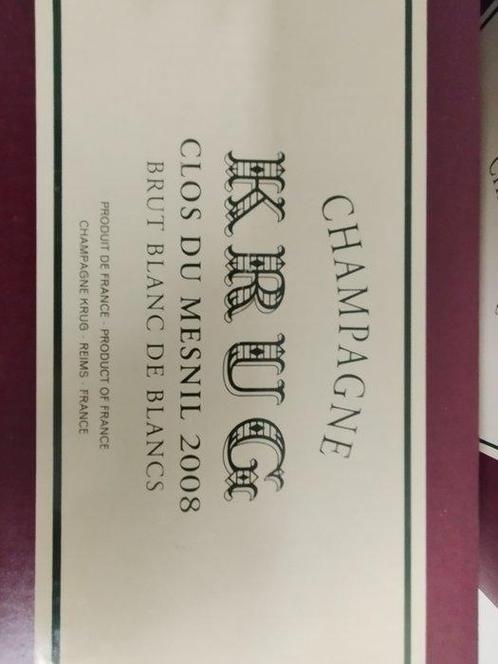 CHAMPAGNE
KRUG
CLOS DU MESNIL 2008
BRUT BLANC DE BLANCS
PRODUIT DE FRANCE · PRODUCT OF FRANCE
CHAMPAGNE KRUG · REIMS · FRANCE